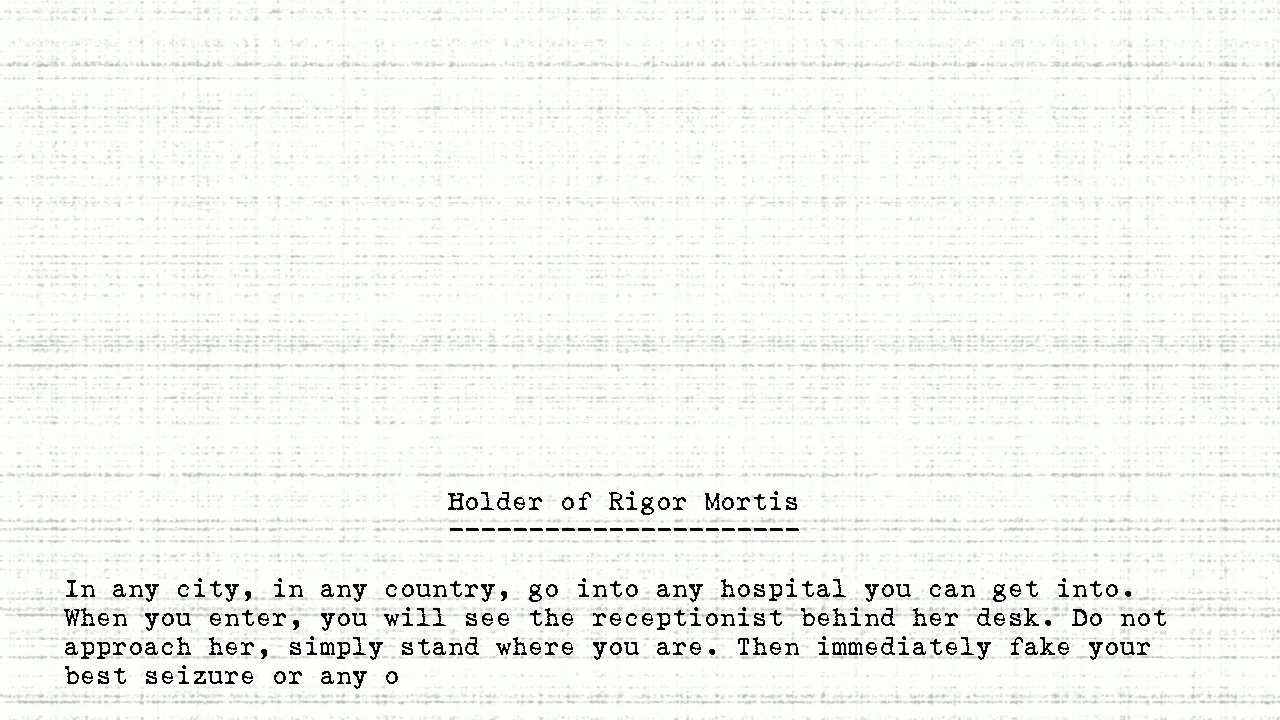 Holder of Rigor Mortis
----------------------
In any city, in any country, go into any hospital you can get into.
When you enter, you will see the receptionist behind her desk. Do not
approach her, simply stand where you are. Then immediately fake your
best seizure or any o